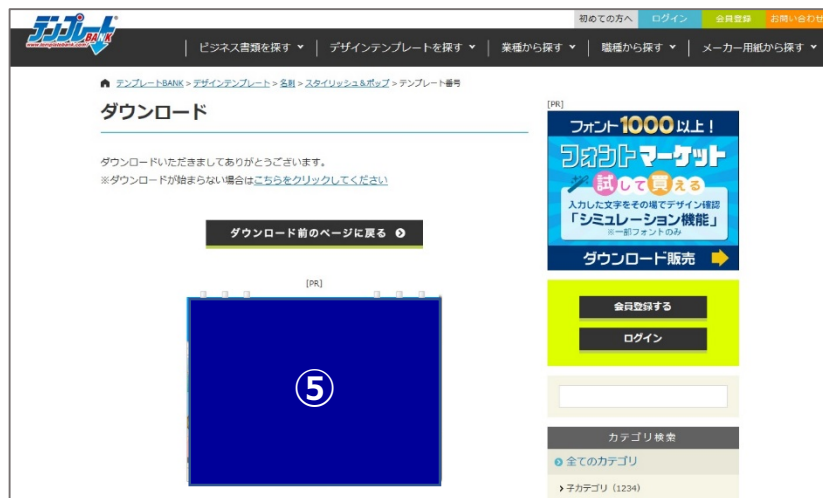 テンプレートBANK
www.templatebank.com
初めての方へ ログイン 会員登録 お問い合わせ
ビジネス書類を探す デザインテンプレートを探す 業種から探す 職種から探す メーカー用紙から探す
テンプレートBANK > デザインテンプレート > 名刺 > スタイリッシュ&ポップ > テンプレート番号
ダウンロード
ダウンロードいただきましてありがとうございます。
※ダウンロードが始まらない場合はこちらをクリックしてください
ダウンロード前のページに戻る
[PR]
⑤
[PR]
フォント1000以上!
フォントマーケット
試して買える
入力した文字をその場でデザイン確認
「シミュレーション機能」
※一部フォントのみ
ダウンロード販売
会員登録する
ログイン
カテゴリ検索
全てのカテゴリ
子カテゴリ(1234)